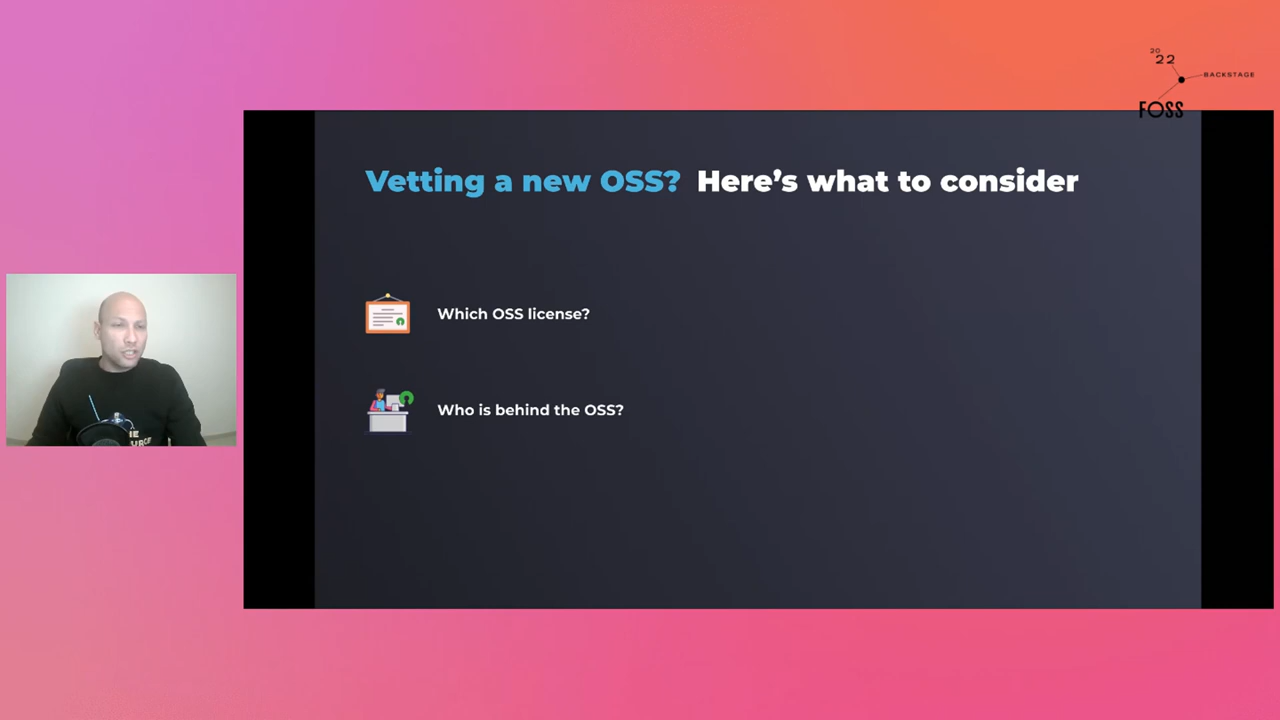 20
22
BACKSTAGE
FOSS
Vetting a new OSS? Here's what to consider
Which OSS license?
Who is behind the OSS?